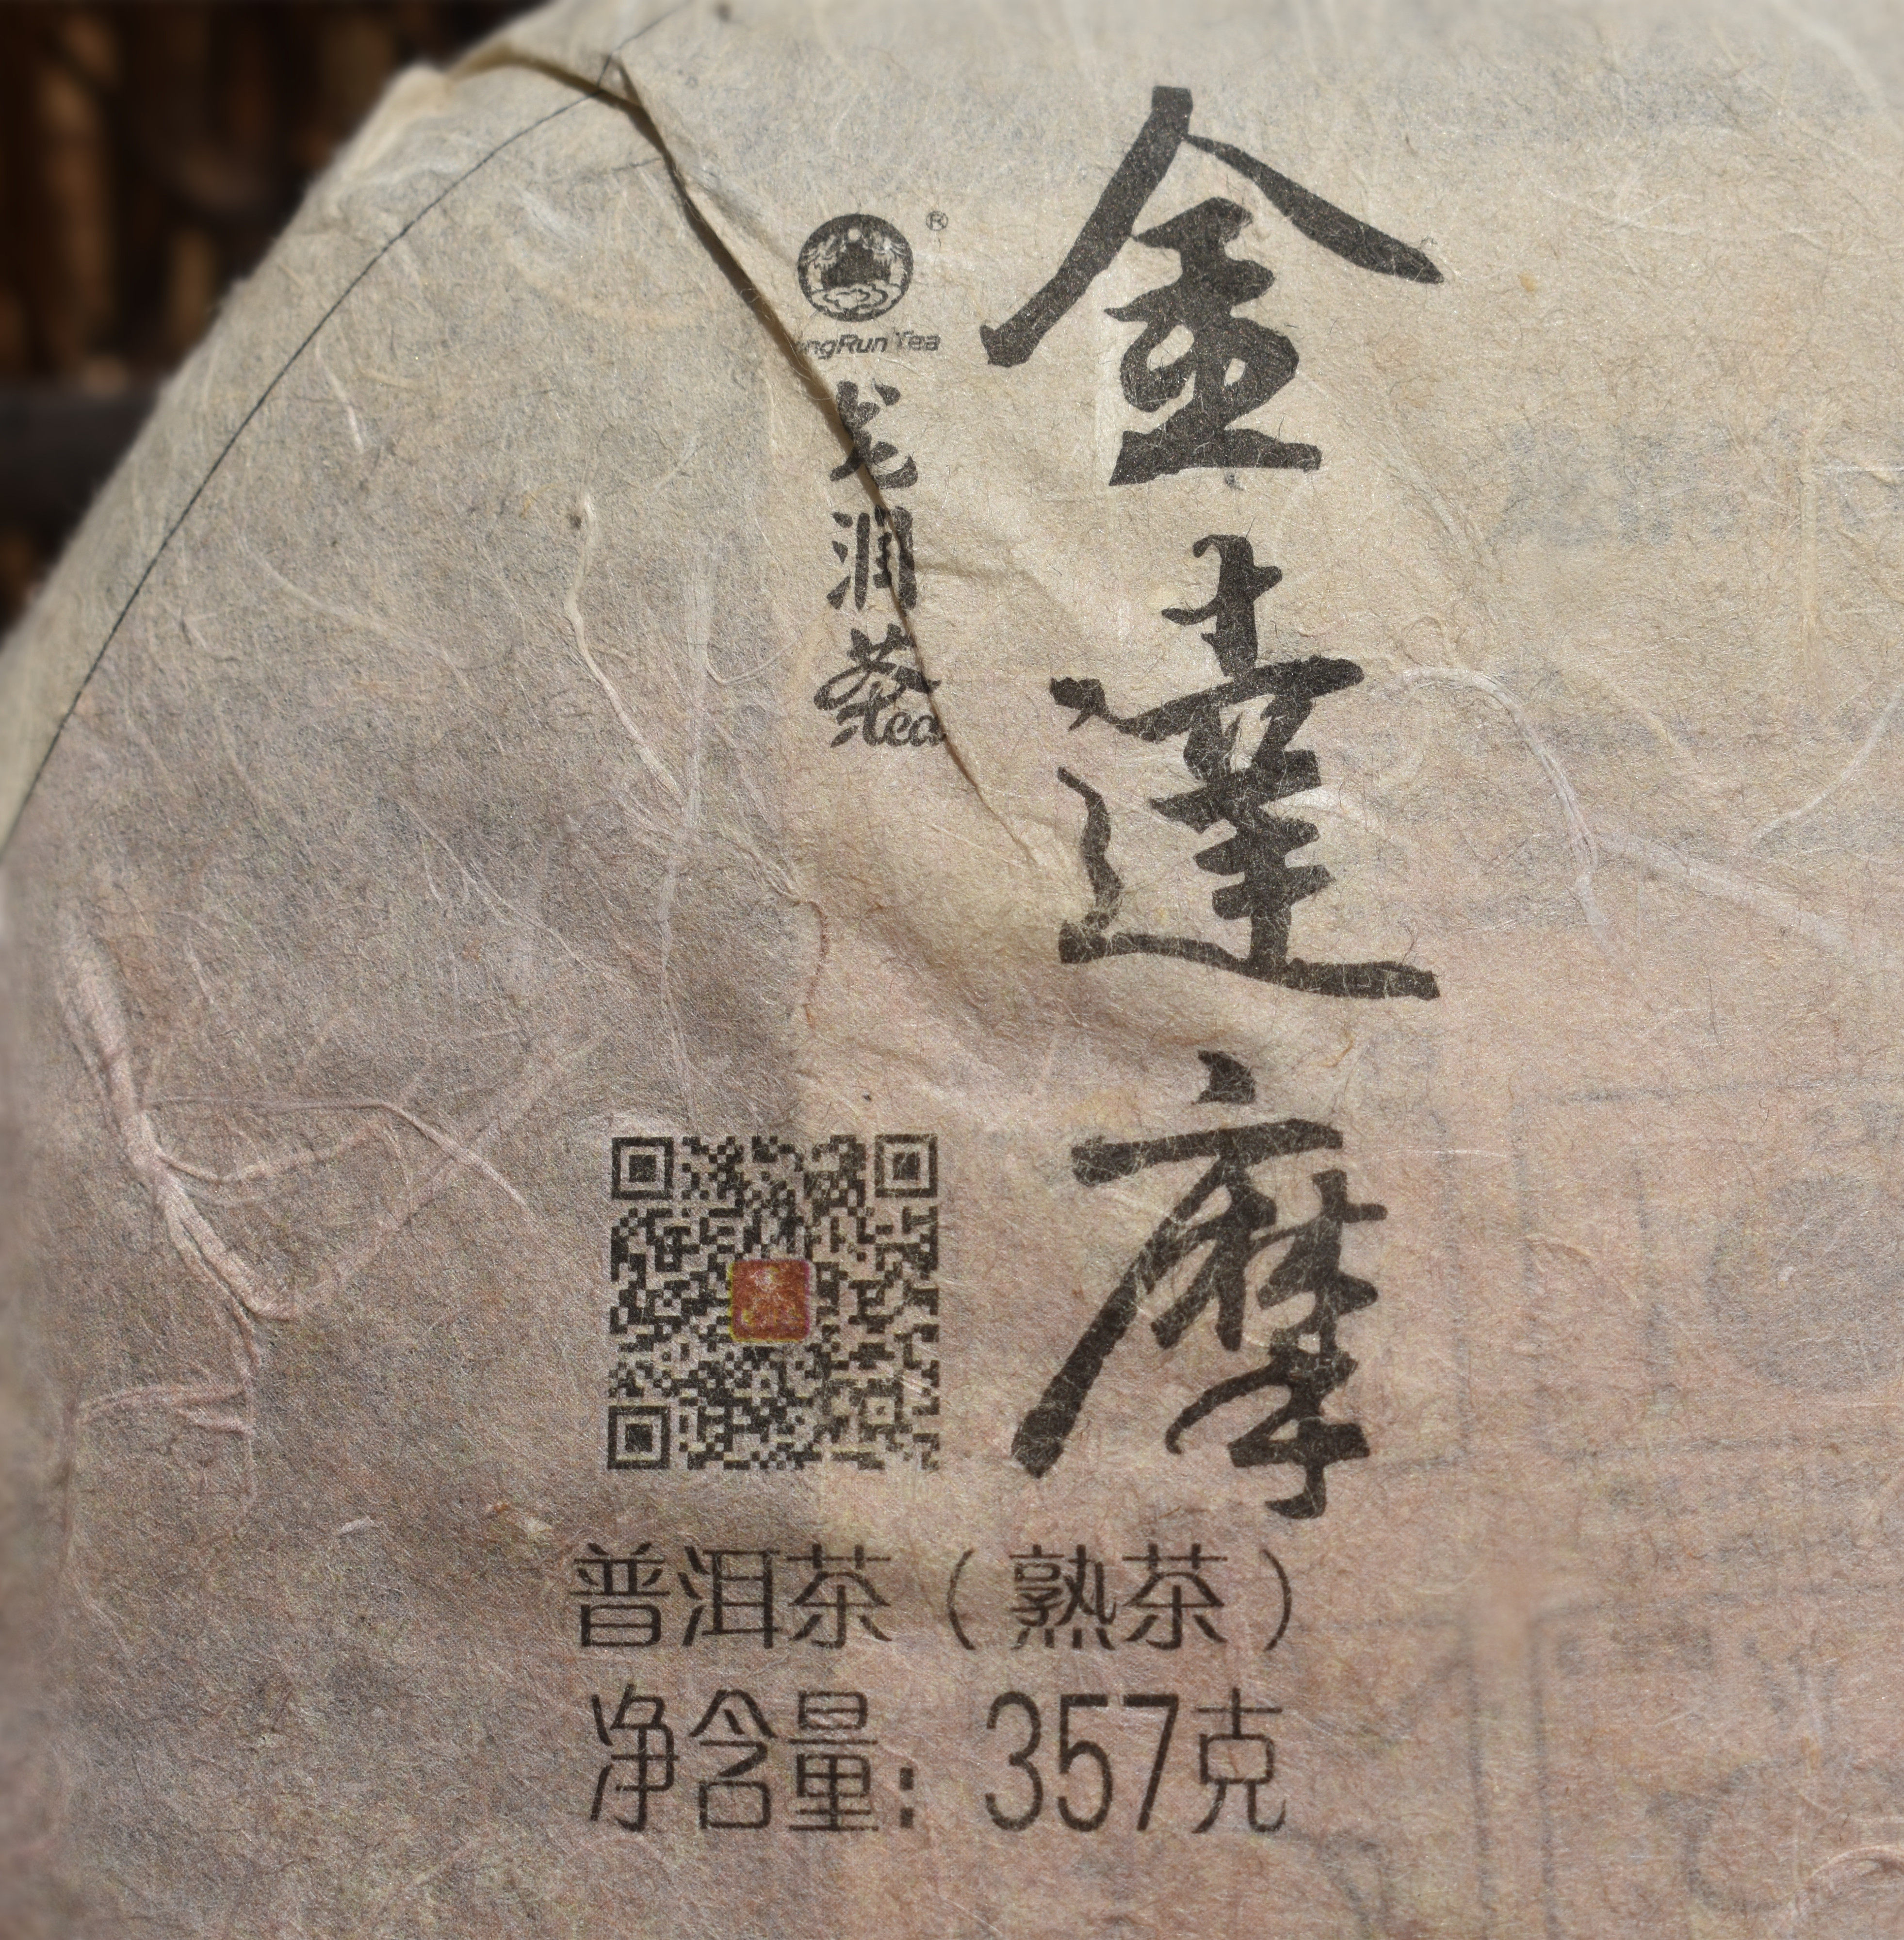 ®
ngRun Tea
龙润茶
Tea
金達摩
普洱茶（熟茶）
净含量：357克